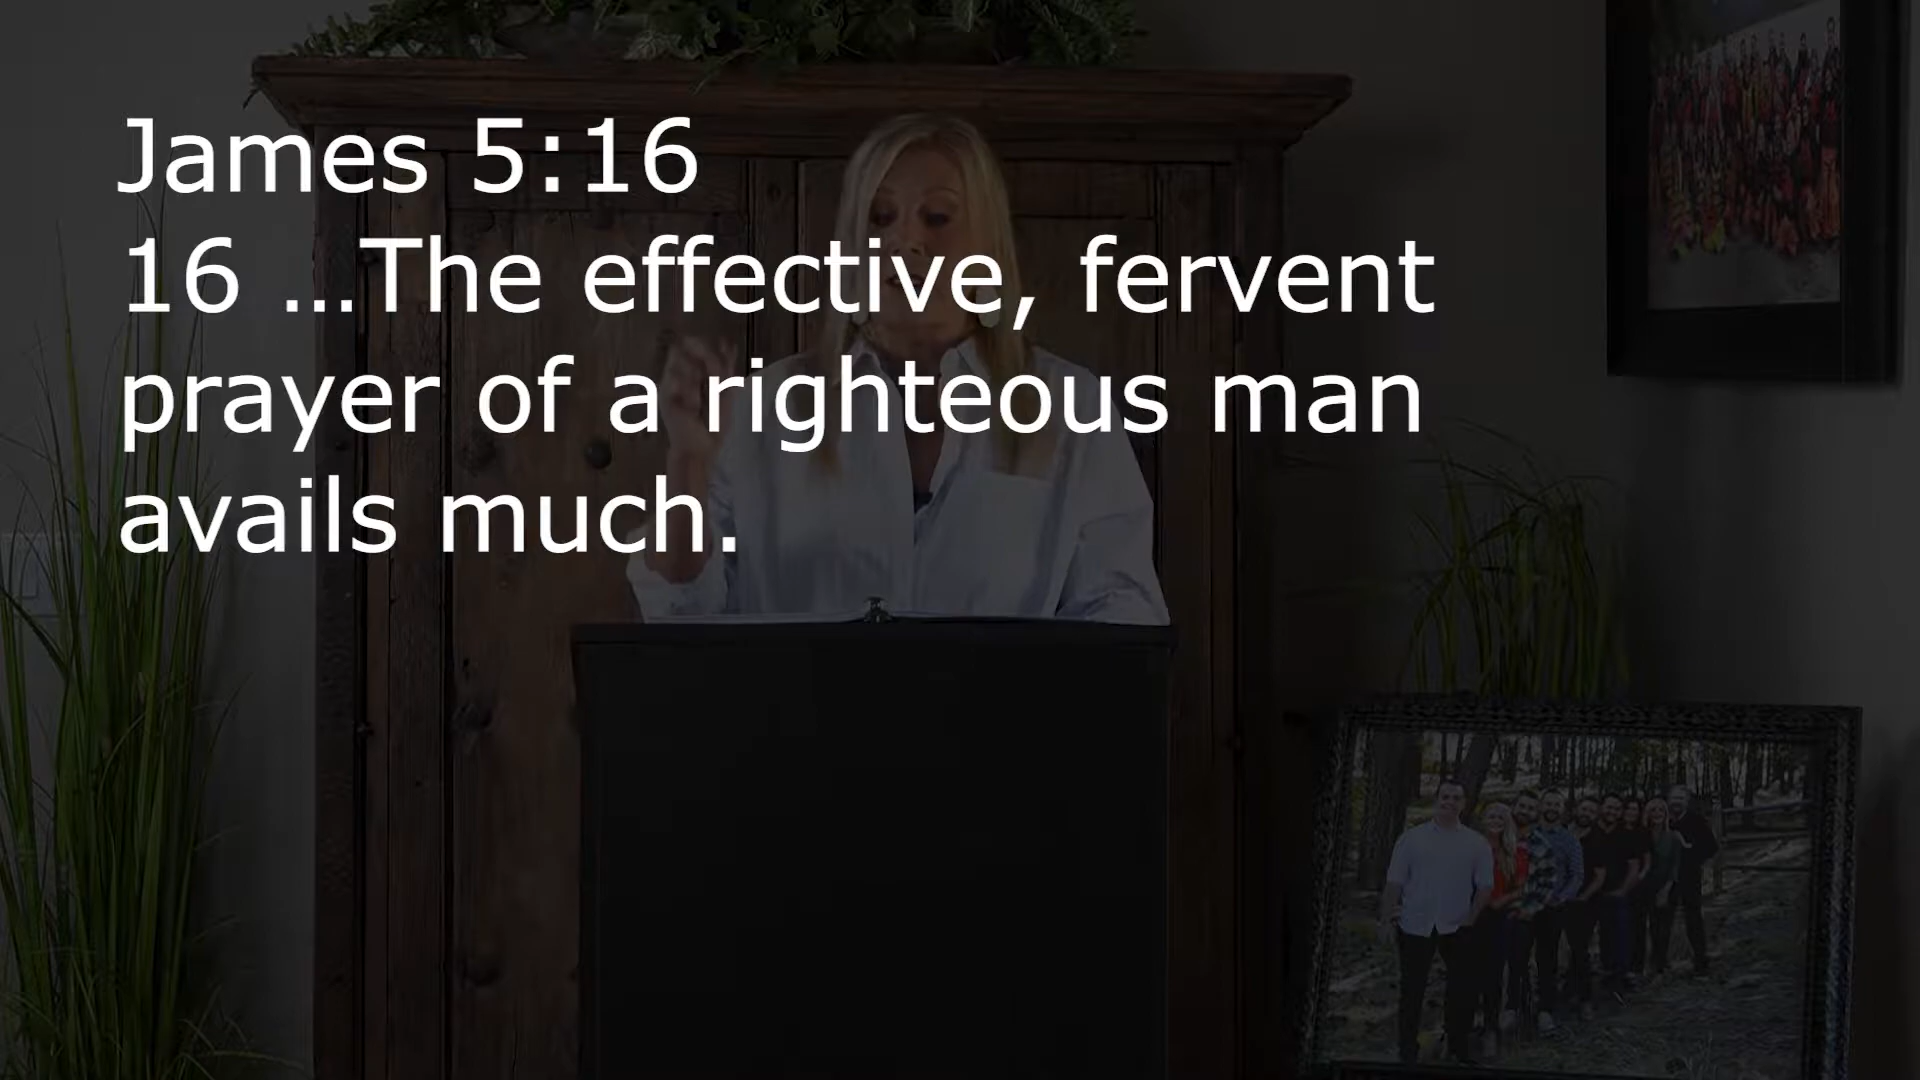 James 5:16
16 …The effective, fervent
prayer of a righteous man
avails much.